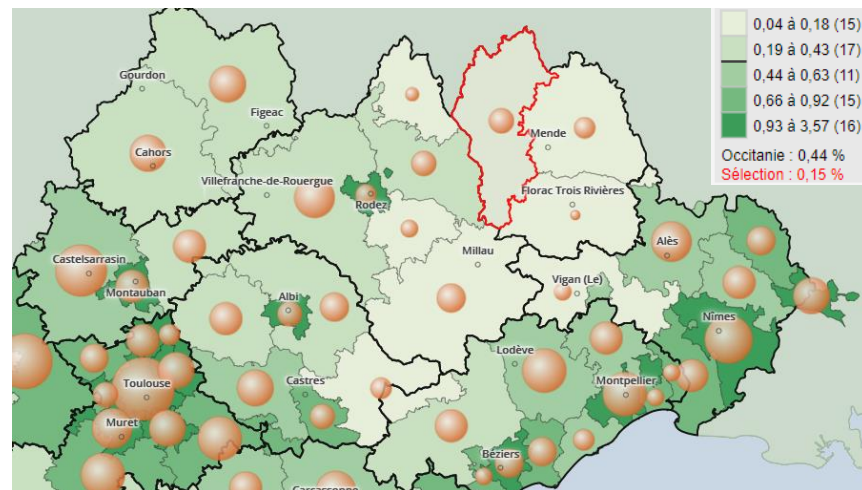 0,04 à 0,18 (15)
0,19 à 0,43 (17)
0,44 à 0,63 (11)
0,66 à 0,92 (15)
0,93 à 3,57 (16)
Occitanie : 0,44 %
Sélection : 0,15 %
Gourdon
Figeac
Cahors
Mende
Villefranche-de-Rouergue
Rodez
Florac Trois Rivières
Castelsarrasin
Millau
Alès
Montauban
Vigan (Le)
Albi
Nîmes
Lodève
Toulouse
Castres
Montpellier
Muret
Béziers
Carcassonne